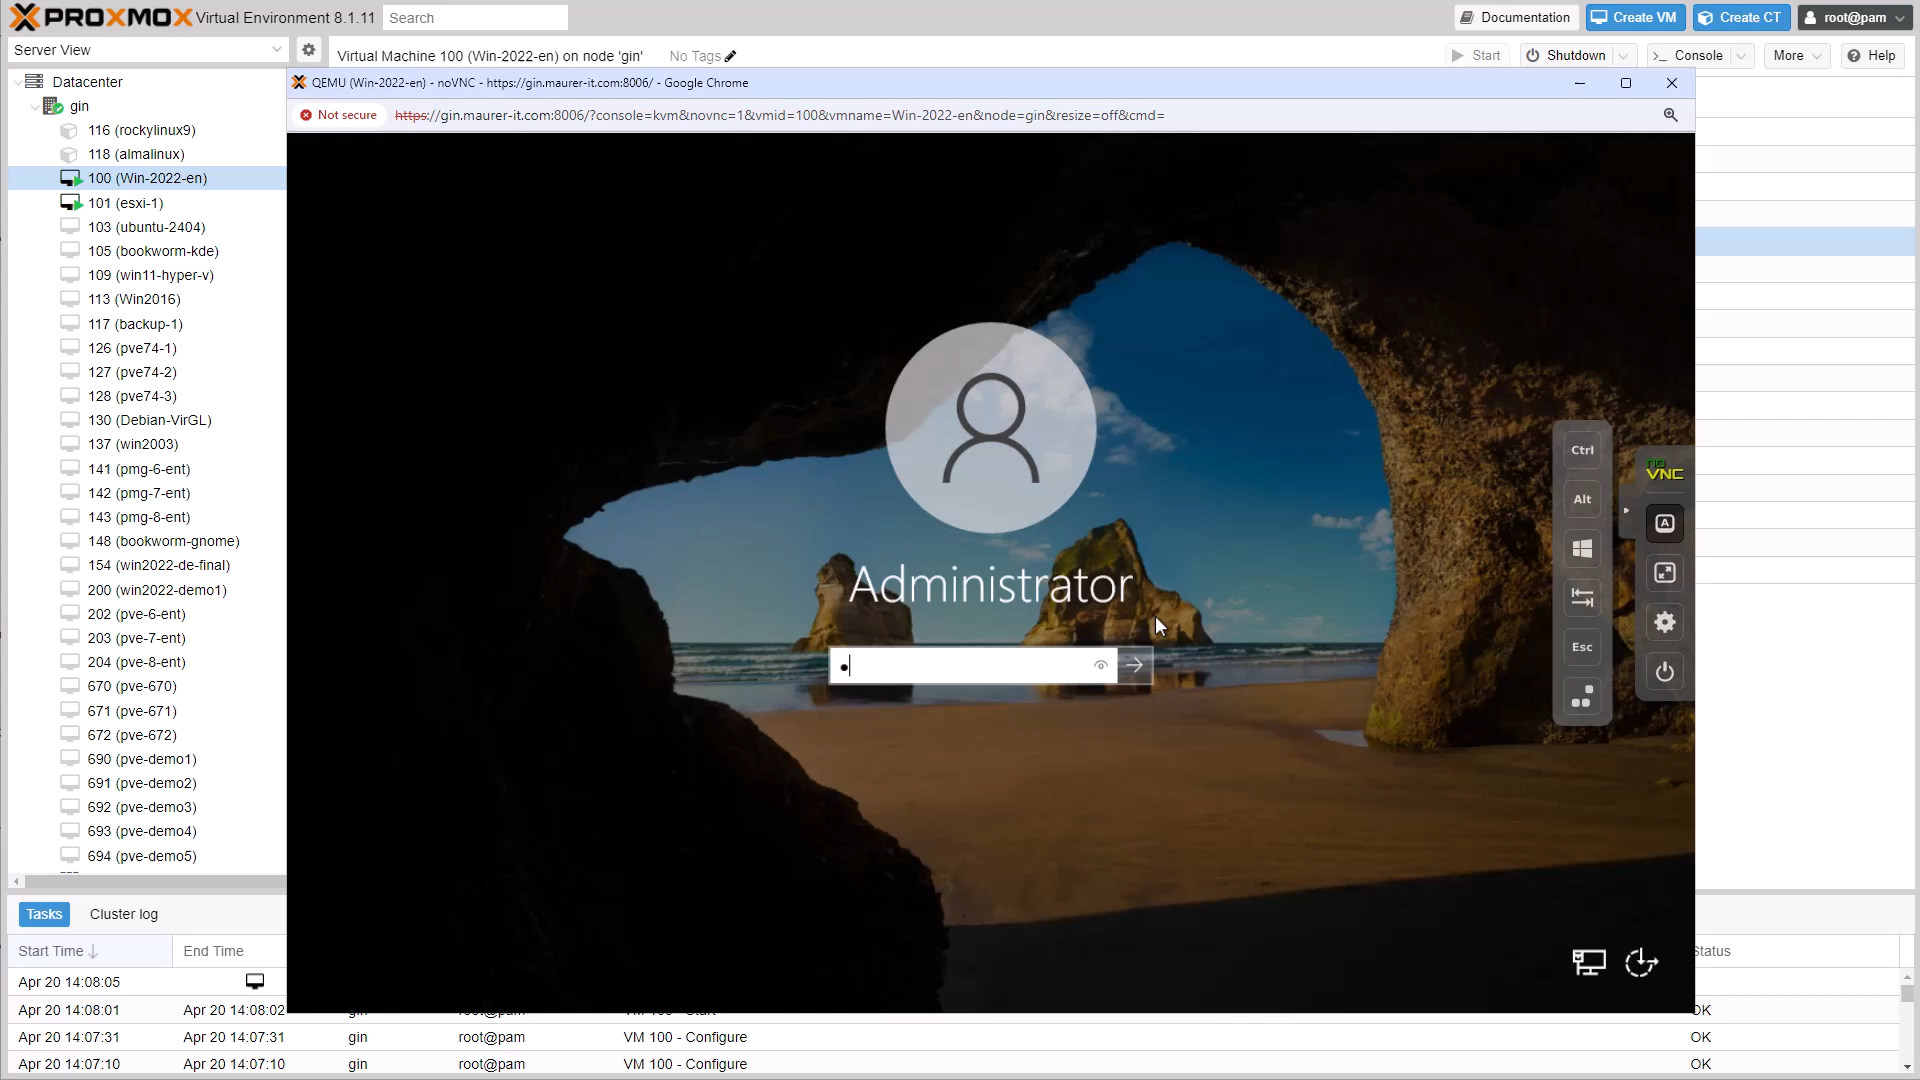 PROXMOX Virtual Environment 8.1.11 Search Documentation Create VM Create CT root@pam
Server View Virtual Machine 100 (Win-2022-en) on node 'gin' No Tags Start Shutdown Console More Help
QEMU (Win-2022-en) - noVNC - https://gin.maurer-it.com:8006/ - Google Chrome
Not secure https://gin.maurer-it.com:8006/?console=kvm&novnc=1&vmid=100&vmname=Win-2022-en&node=gin&resize=off&cmd=
Datacenter
gin
116 (rockylinux9)
118 (almalinux)
100 (Win-2022-en)
101 (esxi-1)
103 (ubuntu-2404)
105 (bookworm-kde)
109 (win11-hyper-v)
113 (Win2016)
117 (backup-1)
126 (pve74-1)
127 (pve74-2)
128 (pve74-3)
130 (Debian-VirGL)
137 (win2003)
141 (pmg-6-ent)
142 (pmg-7-ent)
143 (pmg-8-ent)
148 (bookworm-gnome)
154 (win2022-de-final)
200 (win2022-demo1)
202 (pve-6-ent)
203 (pve-7-ent)
204 (pve-8-ent)
670 (pve-670)
671 (pve-671)
672 (pve-672)
690 (pve-demo1)
691 (pve-demo2)
692 (pve-demo3)
693 (pve-demo4)
694 (pve-demo5)
Administrator
Ctrl
Alt
Esc
no
VNC
A
Tasks Cluster log
Start Time End Time Status
Apr 20 14:08:05
Apr 20 14:08:01 Apr 20 14:08:02 gin root@pam VM 100 - Start OK
Apr 20 14:07:31 Apr 20 14:07:31 gin root@pam VM 100 - Configure OK
Apr 20 14:07:10 Apr 20 14:07:10 gin root@pam VM 100 - Configure OK